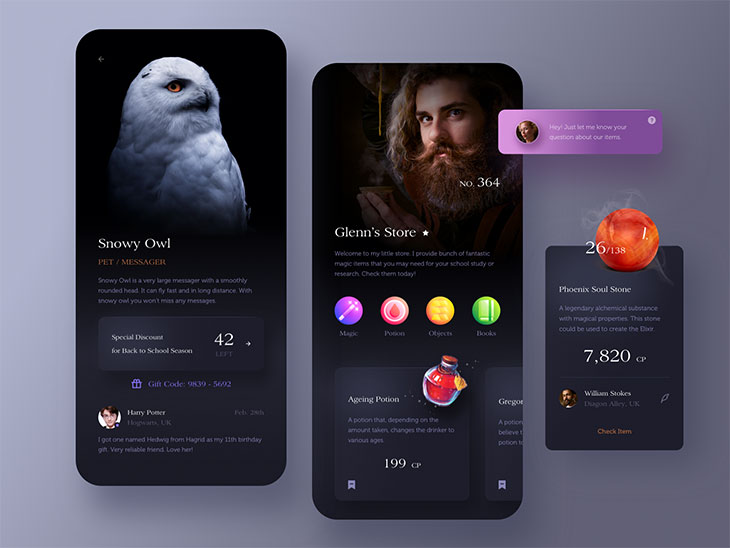 Snowy Owl
PET / MESSAGER
Snowy Owl is a very large messager with a smoothly
rounded head. It can fly fast and in long distance. With
snowy owl you won't miss any messages.
Special Discount
for Back to School Season
42
LEFT
Gift Code: 9839 - 5692
Harry Potter
Feb. 28th
Hogwarts, UK
I got one named Hedwig from Hagrid as my 11th birthday
gift. Very reliable friend. Love her!
NO. 364
Glenn's Store
Welcome to my little store. I provide bunch of fantastic
magic items that you may need for your school study or
research. Check them today!
Magic
Potion
Objects
Books
Ageing Potion
A potion that, depending on the
amount taken, changes the drinker to
various ages.
199 CP
Gregor
A potion
believe t
potion to
Hey! Just let me know your
question about our items.
26/138
Phoenix Soul Stone
A legendary alchemical substance
with magical properties. This stone
could be used to create the Elixir.
7,820 CP
William Stokes
Diagon Alley, UK
Check Item